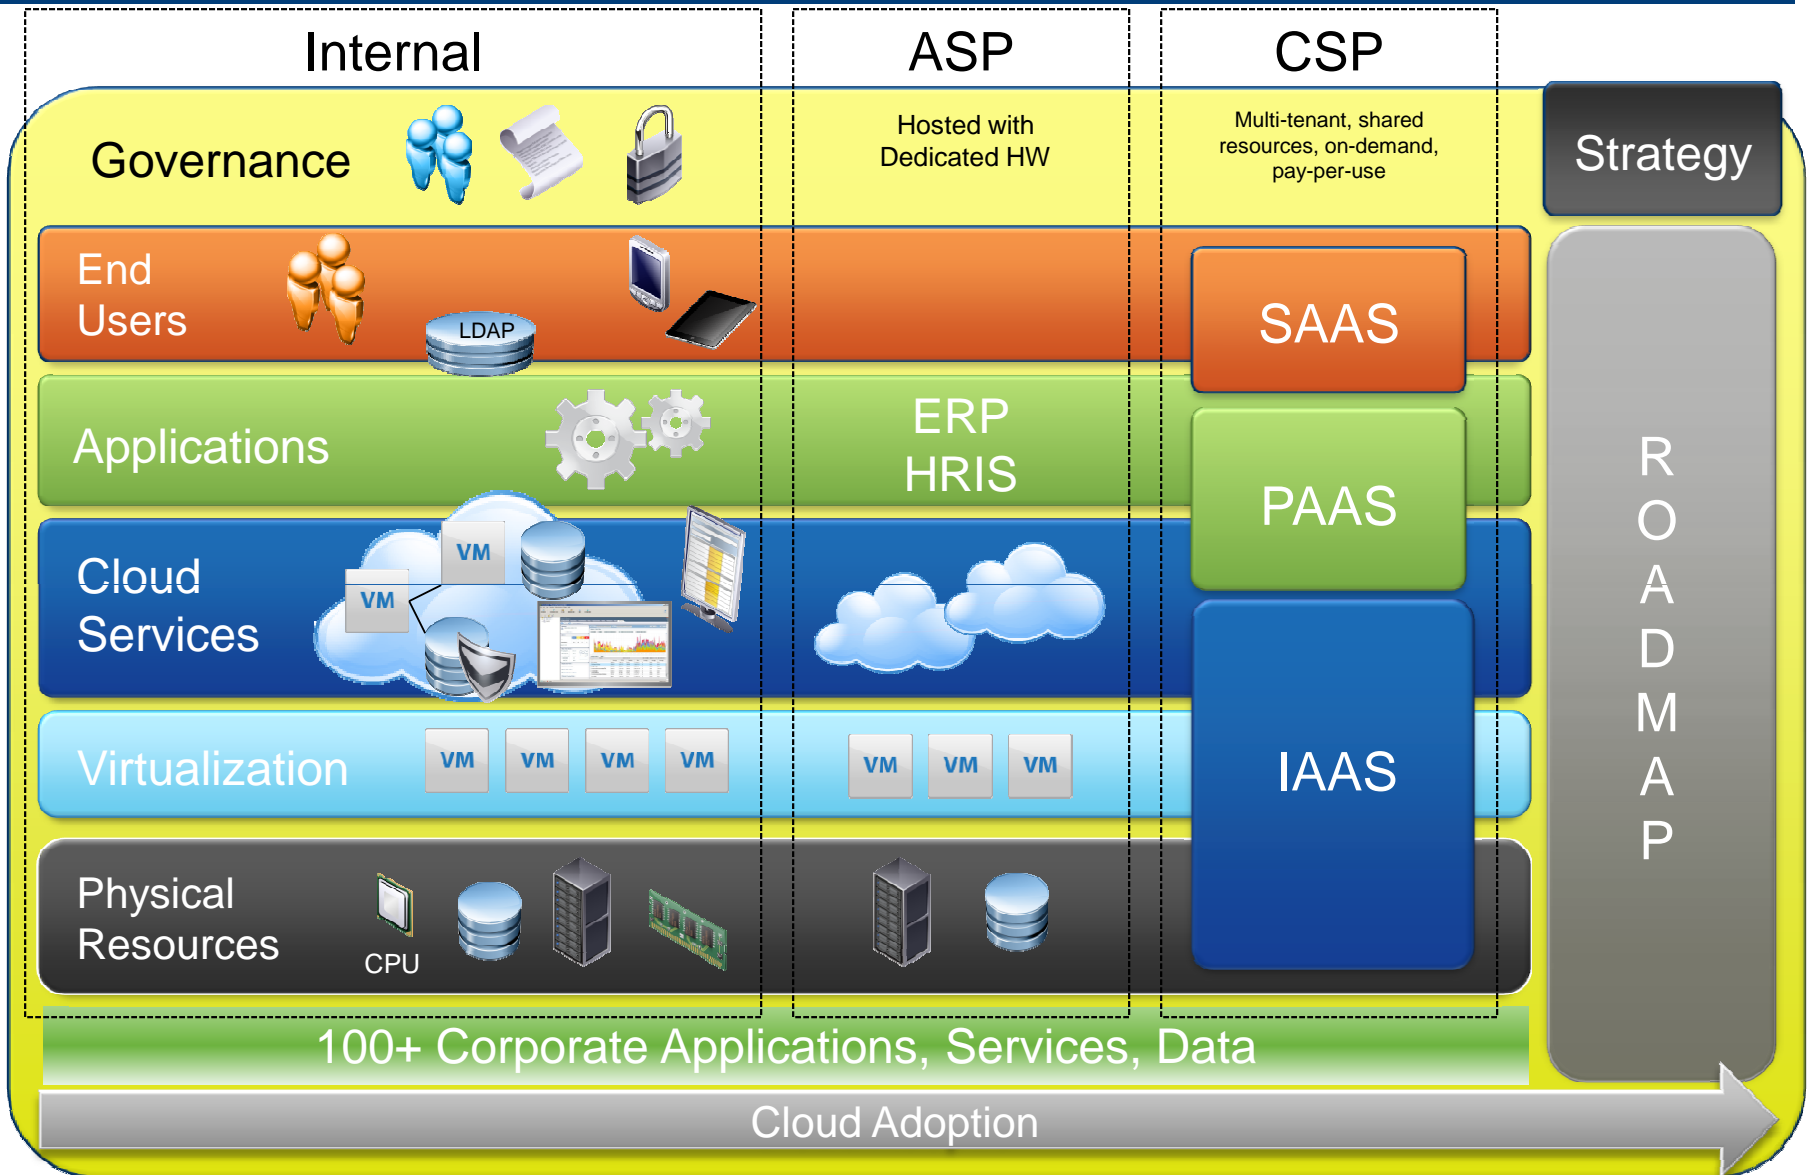 Internal
ASP
CSP
Governance
Hosted with
Dedicated HW
Multi-tenant, shared
resources, on-demand,
pay-per-use
Strategy
End
Users
LDAP
SAAS
Applications
ERP
HRIS
PAAS
Cloud
Services
VM
VM
Virtualization
VM
VM
VM
VM
VM
VM
VM
IAAS
Physical
Resources
CPU
R
O
A
D
M
A
P
100+ Corporate Applications, Services, Data
Cloud Adoption